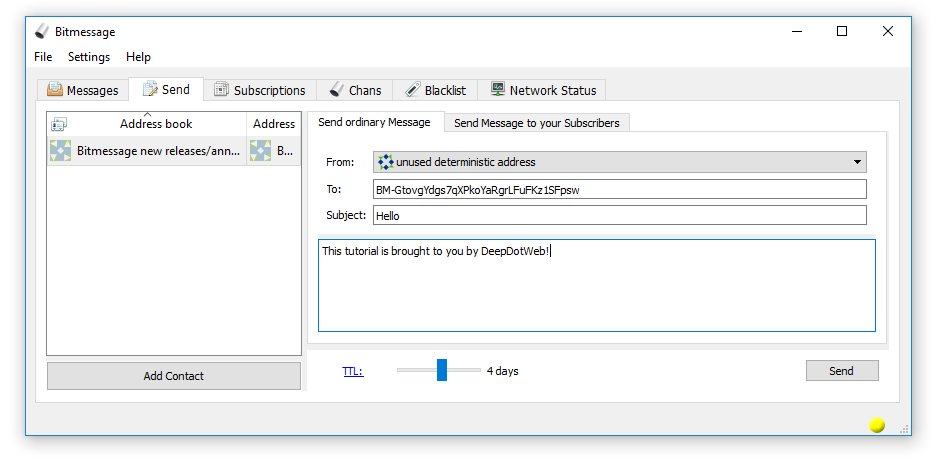 Bitmessage
File Settings Help
Messages Send Subscriptions Chans Blacklist Network Status
Address book Address
Bitmessage new releases/ann... B...
Add Contact
Send ordinary Message Send Message to your Subscribers
From: unused deterministic address
To: BM-GtovgYdgs7qXPkoYaRgrLFuFKz1SFpsw
Subject: Hello
This tutorial is brought to you by DeepDotWeb!
TTL: 4 days Send